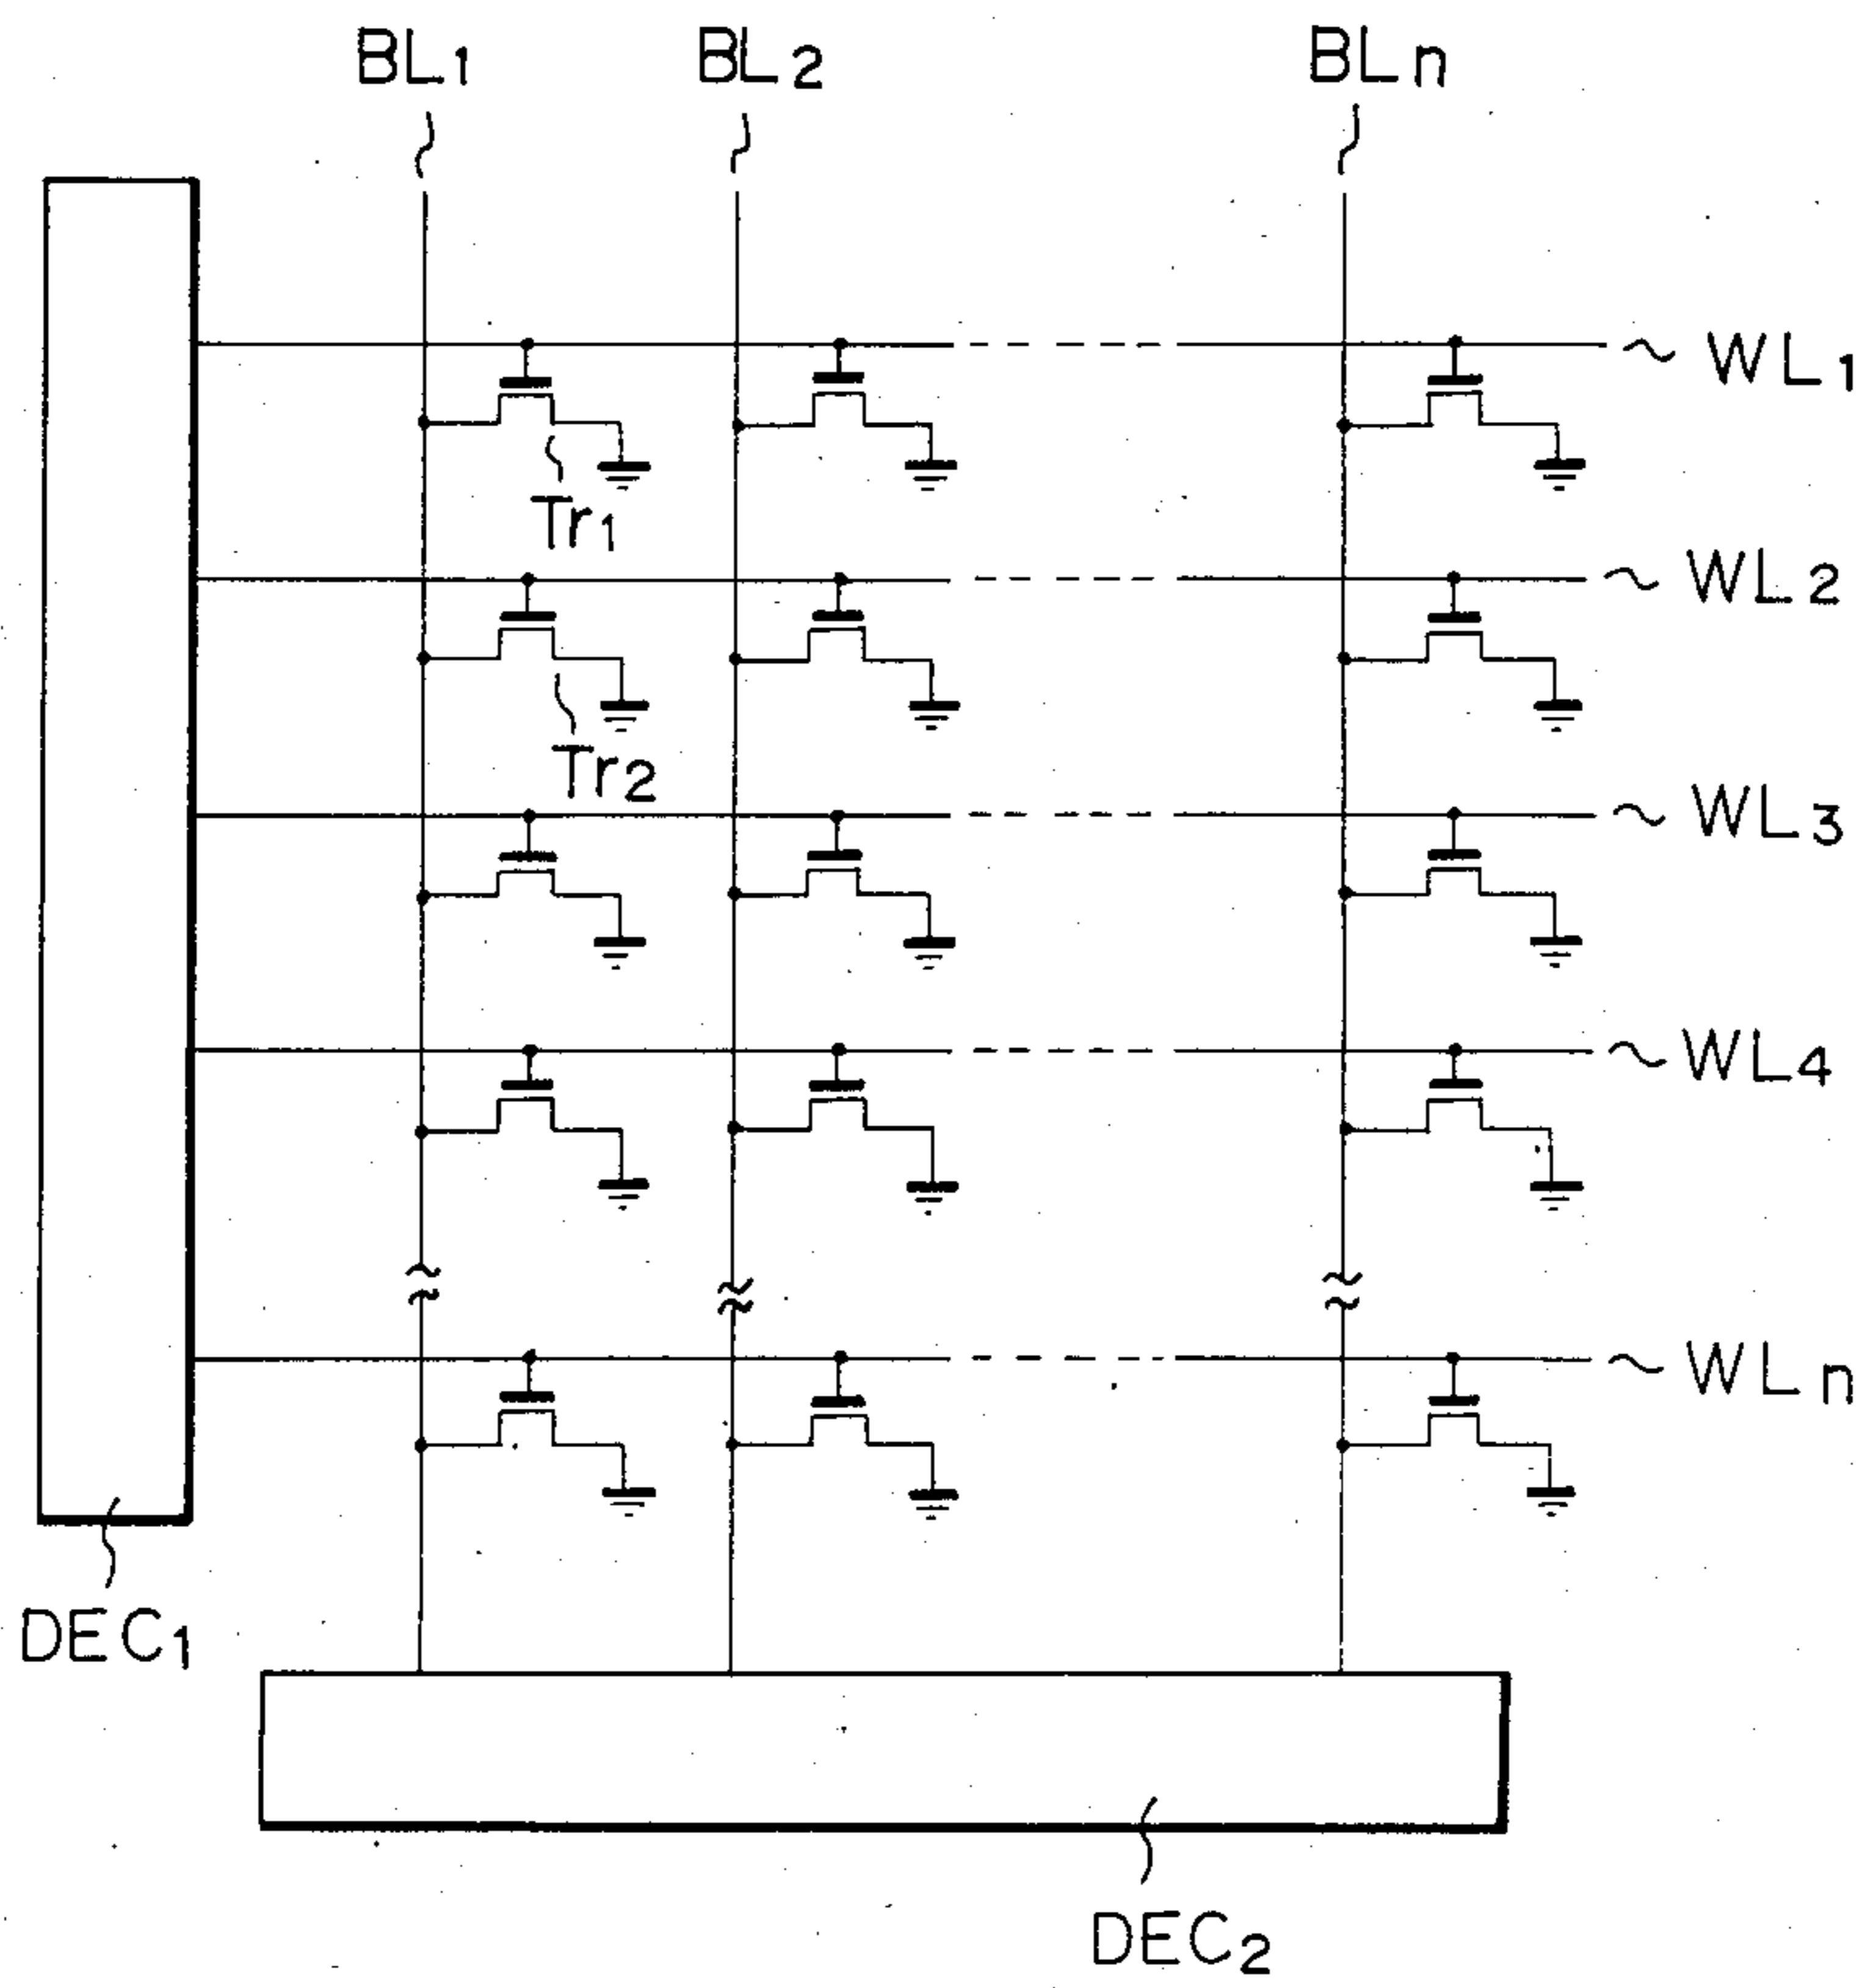 BL1 BL2 BLn
WL1
Tr1
WL2
Tr2
WL3
WL4
WLn
DEC1
DEC2